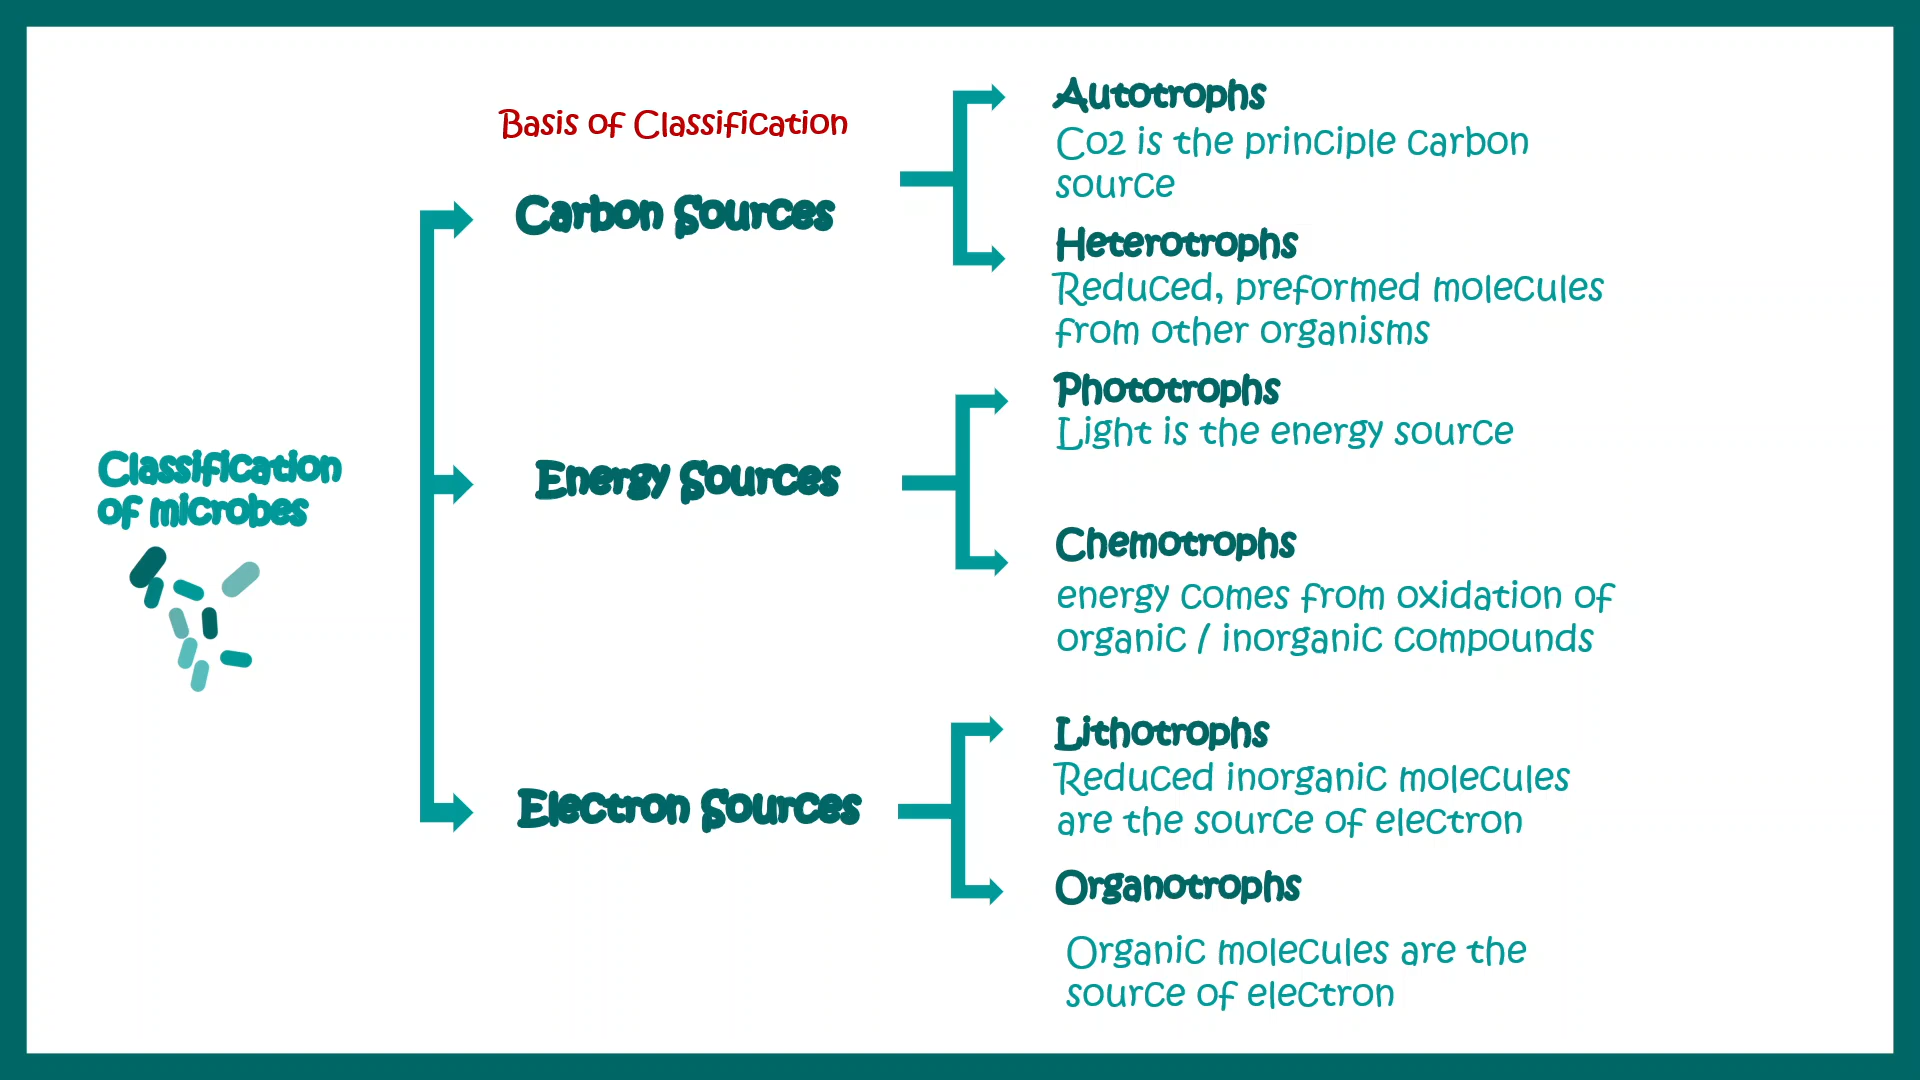 Classification
of microbes
Basis of Classification
Carbon Sources
Autotrophs
Co2 is the principle carbon
source
Heterotrophs
Reduced, preformed molecules
from other organisms
Energy Sources
Phototrophs
Light is the energy source
Chemotrophs
energy comes from oxidation of
organic / inorganic compounds
Electron Sources
Lithotrophs
Reduced inorganic molecules
are the source of electron
Organotrophs
Organic molecules are the
source of electron